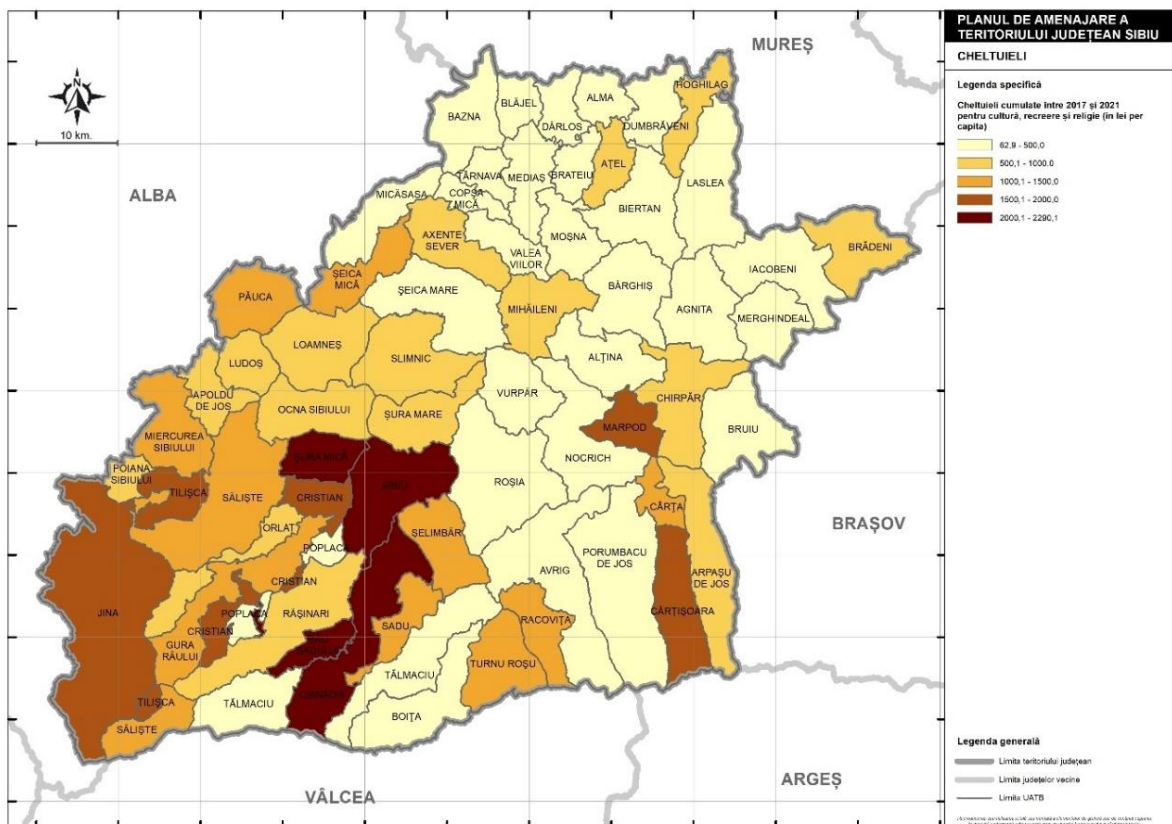 PLANUL DE AMENAJARE A
TERITORIULUI JUDEȚEAN SIBIU
CHELTUIELI
Legenda specifică
Cheltuieli cumulate între 2017 și 2021
pentru cultură, recreere și religie (în lei per
capita)
62,9 - 500,0
500,1 - 1000,0
1000,1 - 1500,0
1500,1 - 2000,0
2000,1 - 2290,1
Legenda generală
Limita teritoriului județean
Limita județelor vecine
Limita UATB
N
10 km.
MUREȘ
ALBA
BRAȘOV
ARGEȘ
VÂLCEA
HOGHILAG
BLĂJEL
ALMA
BAZNA
DÂRLOS
DUMBRĂVENI
AȚEL
TÂRNAVA
MEDIAȘ
BRATEIU
LASLEA
MICĂSASA
COPȘA
MICĂ
BIERTAN
AXENTE
SEVER
MOȘNA
BRĂDENI
VALEA
VIILOR
IACOBENI
ȘEICA
MICĂ
ȘEICA MARE
BÂRGHIȘ
PĂUCA
MIHĂILENI
AGNITA
MERGHINDEAL
LOAMNEȘ
SLIMNIC
ALȚINA
LUDOȘ
APOLDU
DE JOS
VURPĂR
CHIRPĂR
OCNA SIBIULUI
ȘURA MARE
MARPOD
BRUIU
MIERCUREA
SIBIULUI
ȘURA MICĂ
NOCRICH
POIANA
SIBIULUI
SIBIU
ROȘIA
TILIȘCA
SĂLIȘTE
CRISTIAN
CÂRȚA
ORLAT
ȘELIMBĂR
POPLACA
PORUMBACU
DE JOS
AVRIG
ARPAȘU
DE JOS
CRISTIAN
JINA
POPLACA
RĂȘINARI
CÂRȚIȘOARA
CRISTIAN
SADU
RACOVIȚA
RÂU
SADULUI
GURA
RÂULUI
TURNU ROȘU
TĂLMACIU
TILIȘCA
TĂLMACIU
CISNĂDIE
BOIȚA
SĂLIȘTE